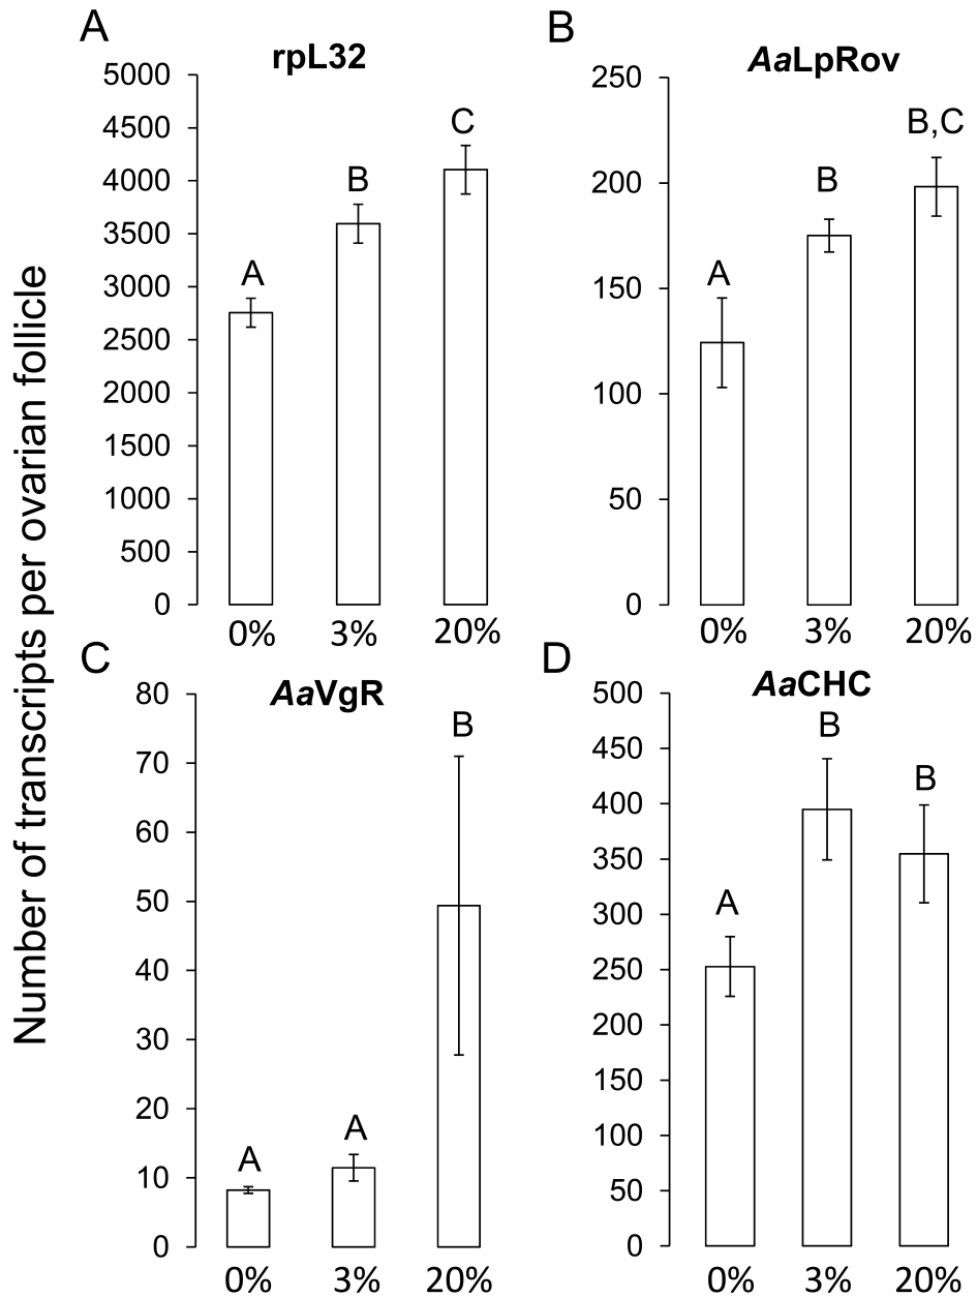 Number of transcripts per ovarian follicle
A
rpL32
5000
4500
4000
3500
3000
2500
2000
1500
1000
500
0
A
B
C
0% 3% 20%
B
AaLpRov
250
200
150
100
50
0
A
B
B,C
0% 3% 20%
C
AaVgR
80
70
60
50
40
30
20
10
0
A
A
B
0% 3% 20%
D
AaCHC
500
450
400
350
300
250
200
150
100
50
0
A
B
B
0% 3% 20%